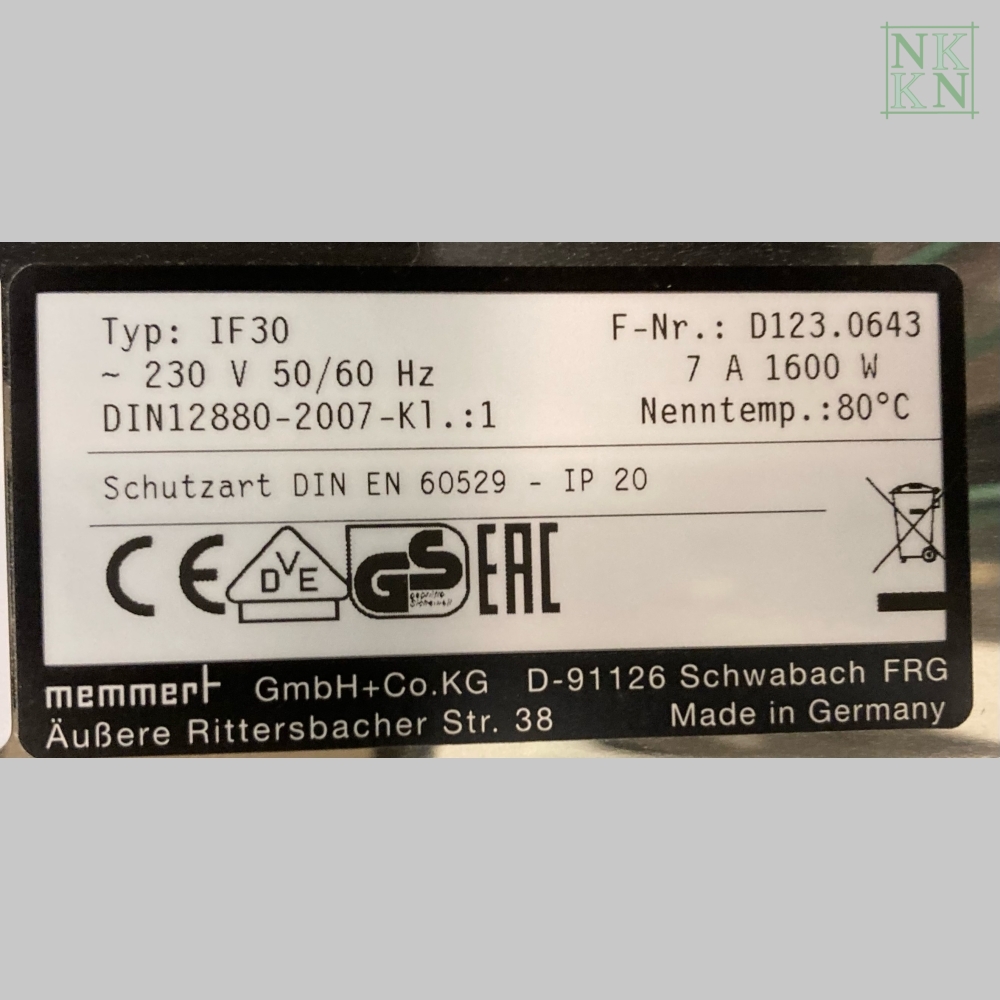 NK
KN
Typ: IF30 F-Nr.: D123.0643
~ 230 V 50/60 Hz 7 A 1600 W
DIN12880-2007-Kl.:1 Nenntemp.:80°C
Schutzart DIN EN 60529 - IP 20
CE DVE GS geprüfte Sicherheit EAC
memmert GmbH+Co.KG D-91126 Schwabach FRG
Äußere Rittersbacher Str. 38 Made in Germany